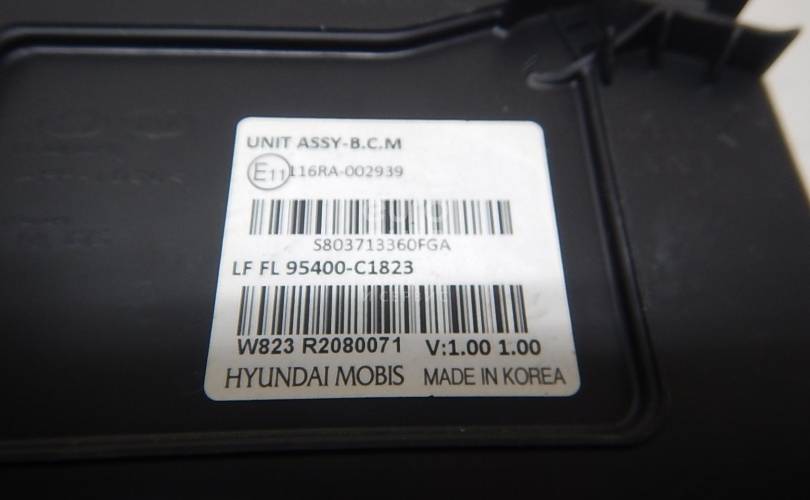 UNIT ASSY-B.C.M
E11 116RA-002939
S803713360FGA
LF FL 95400-C1823
W823 R2080071 V:1.00 1.00
HYUNDAI MOBIS MADE IN KOREA